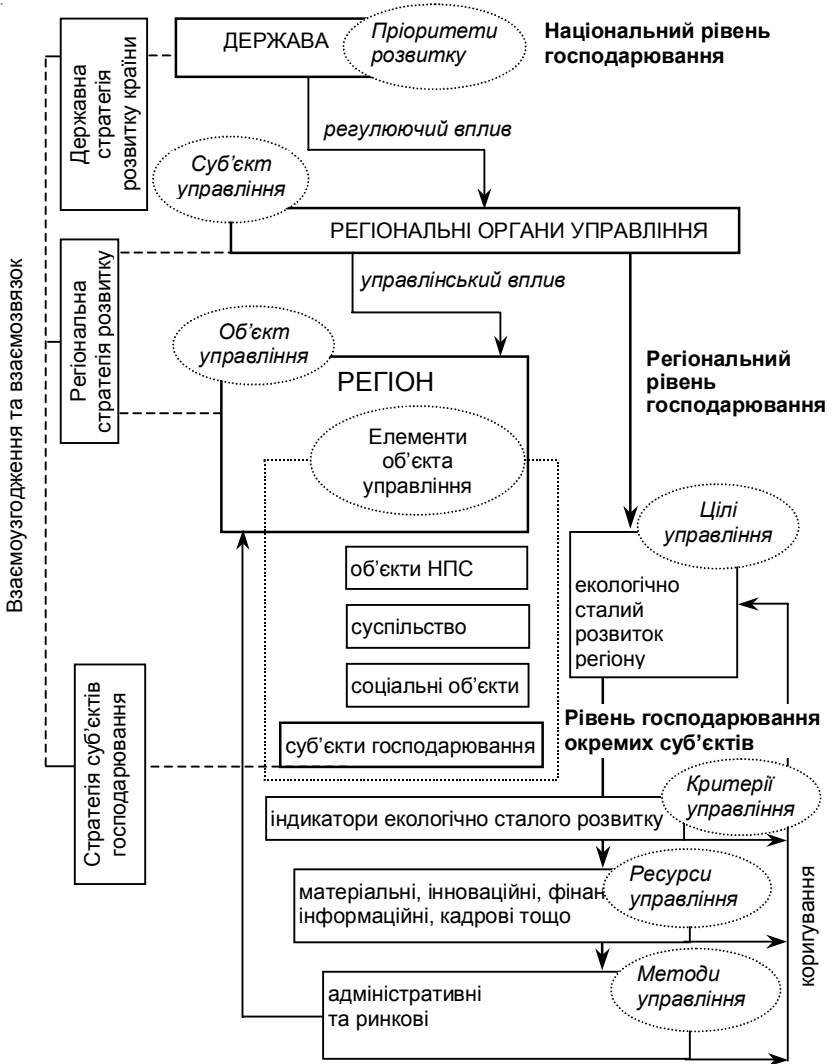 ДЕРЖАВА
Пріоритети
розвитку
Національний рівень
господарювання
Державна
стратегія
розвитку країни
регулюючий вплив
Суб’єкт
управління
РЕГІОНАЛЬНІ ОРГАНИ УПРАВЛІННЯ
управлінський вплив
Взаємоузгодження та взаємозвязок
Регіональна
стратегія розвитку
Об’єкт
управління
РЕГІОН
Регіональний
рівень
господарювання
Елементи
об’єкта
управління
Цілі
управління
об’єкти НПС
суспільство
соціальні об’єкти
суб’єкти господарювання
екологічно
сталий
розвиток
регіону
Рівень господарювання
окремих суб’єктів
Стратегія суб’єктів
господарювання
Критерії
управління
індикатори екологічно сталого розвитку
Ресурси
управління
матеріальні, інноваційні, фінан
інформаційні, кадрові тощо
коригування
Методи
управління
адміністративні
та ринкові